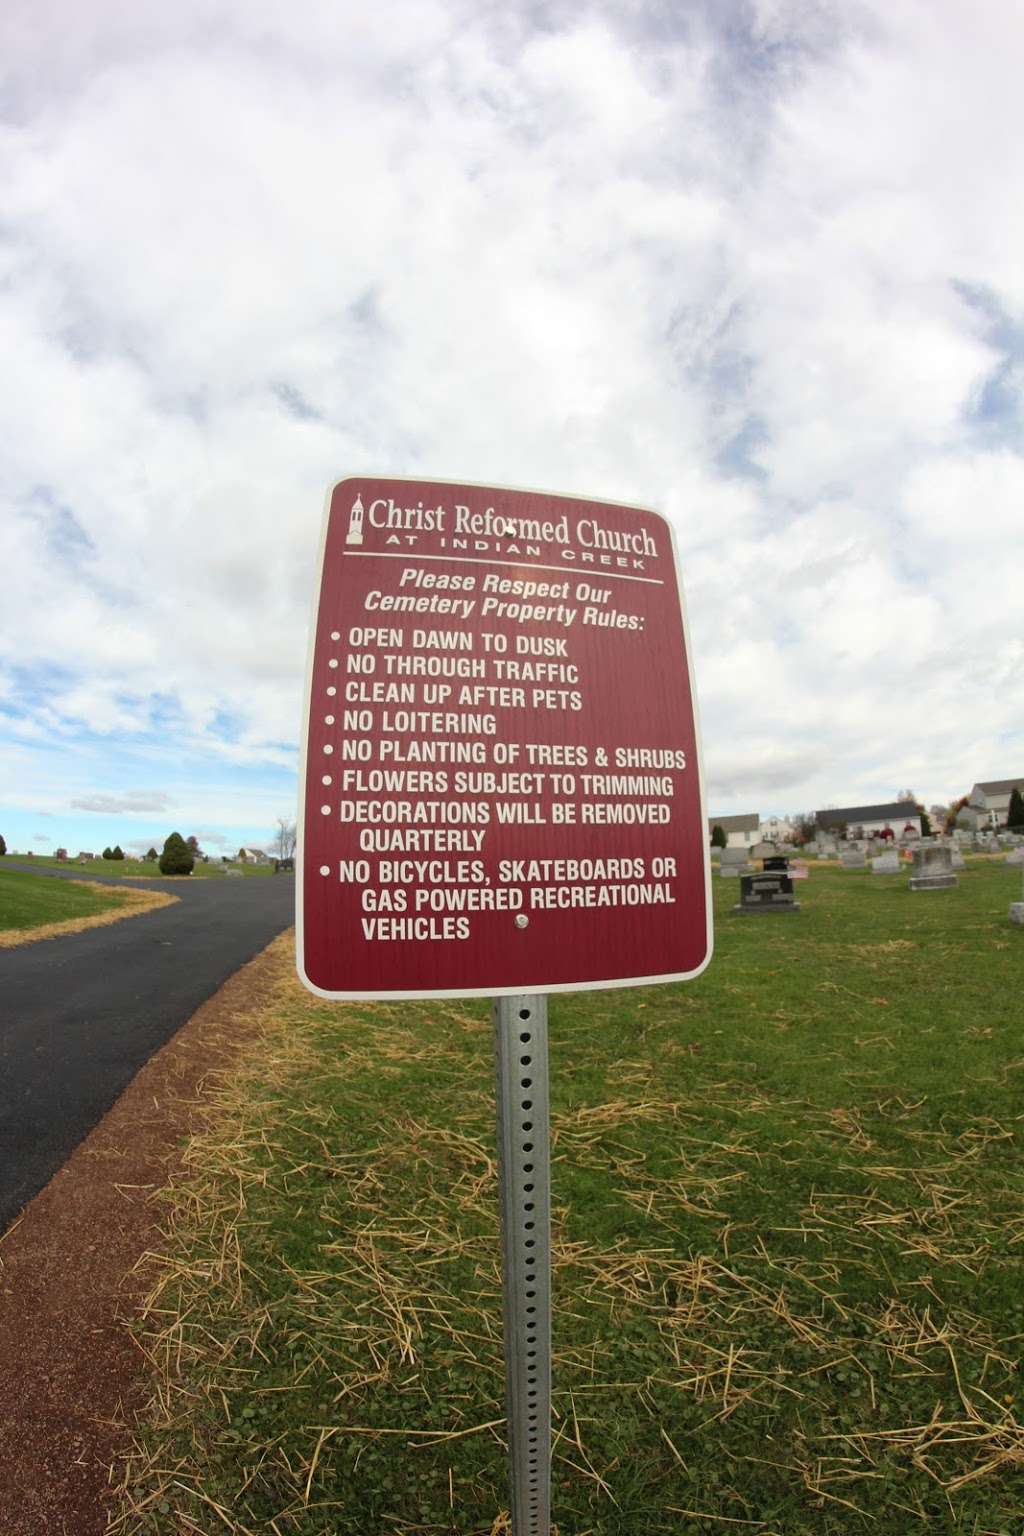 Christ Reformed Church
AT INDIAN CREEK
Please Respect Our
Cemetery Property Rules:
• OPEN DAWN TO DUSK
• NO THROUGH TRAFFIC
• CLEAN UP AFTER PETS
• NO LOITERING
• NO PLANTING OF TREES & SHRUBS
• FLOWERS SUBJECT TO TRIMMING
• DECORATIONS WILL BE REMOVED
QUARTERLY
• NO BICYCLES, SKATEBOARDS OR
GAS POWERED RECREATIONAL
VEHICLES